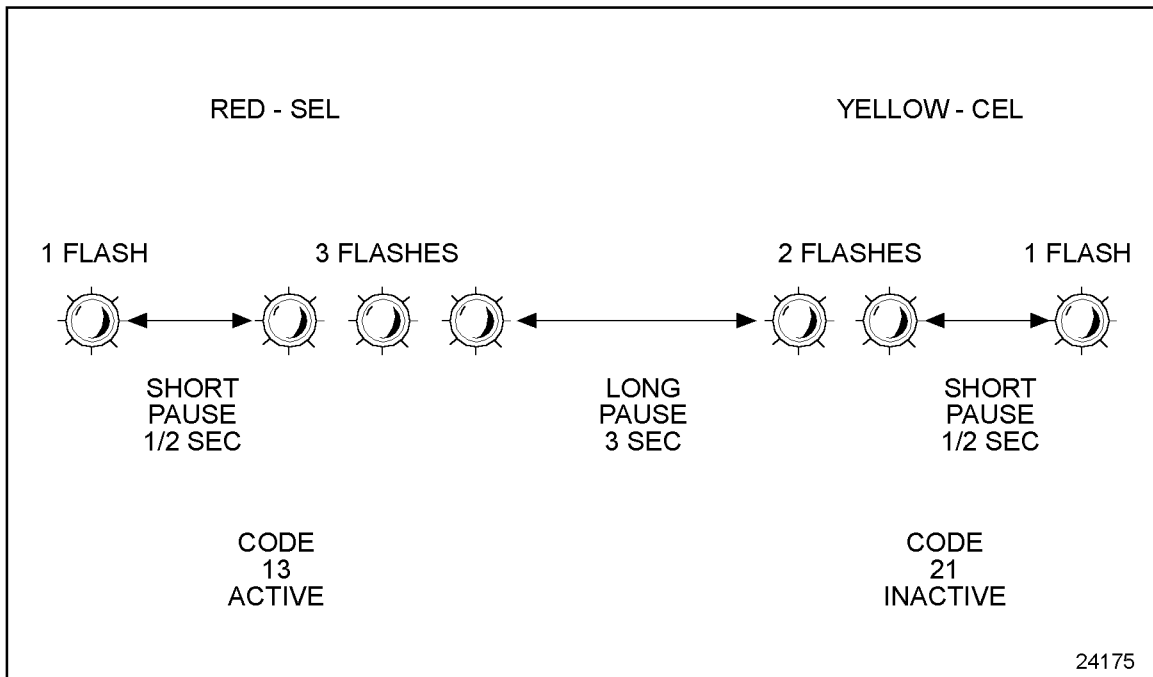 RED - SEL
YELLOW - CEL
1 FLASH
3 FLASHES
2 FLASHES
1 FLASH
SHORT
PAUSE
1/2 SEC
LONG
PAUSE
3 SEC
SHORT
PAUSE
1/2 SEC
CODE
13
ACTIVE
CODE
21
INACTIVE
24175